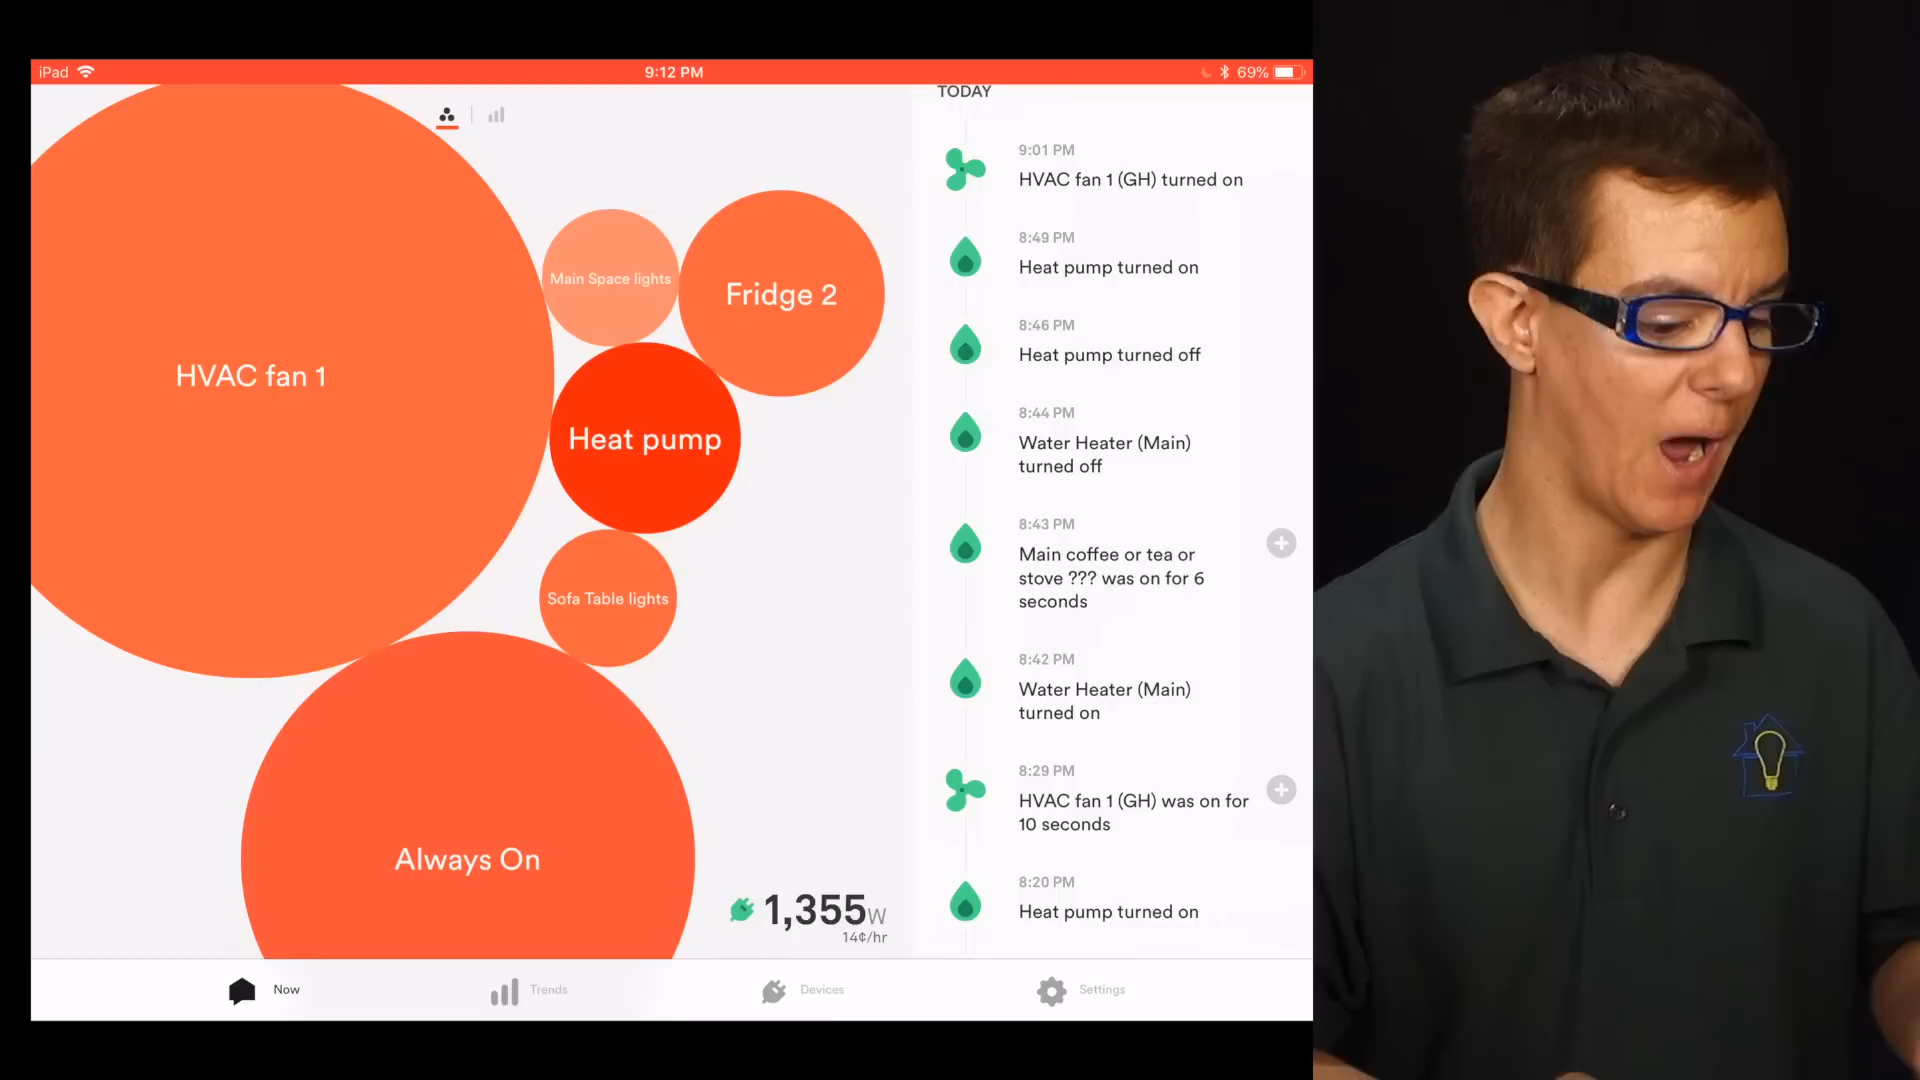 iPad
9:12 PM
69%
HVAC fan 1
Main Space lights
Fridge 2
Heat pump
Sofa Table lights
Always On
1,355W
14¢/hr
TODAY
9:01 PM
HVAC fan 1 (GH) turned on
8:49 PM
Heat pump turned on
8:46 PM
Heat pump turned off
8:44 PM
Water Heater (Main)
turned off
8:43 PM
Main coffee or tea or
stove ??? was on for 6
seconds
8:42 PM
Water Heater (Main)
turned on
8:29 PM
HVAC fan 1 (GH) was on for
10 seconds
8:20 PM
Heat pump turned on
Now
Trends
Devices
Settings